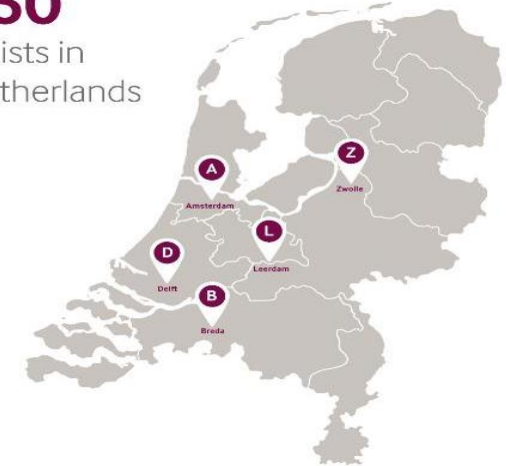 50
ists in
therlands
Z
Zwolle
A
Amsterdam
L
Leerdam
D
Delft
B
Breda